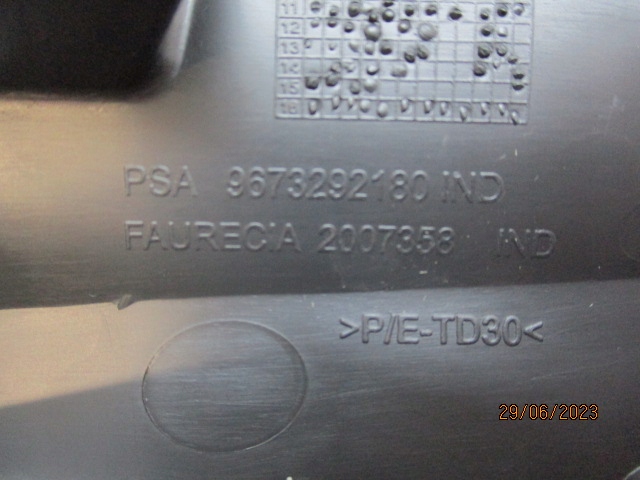 11
12
13
14
15
16
PSA 9673292180 IND
FAURECIA 2007358 IND
>P/E-TD30<
29/06/2023